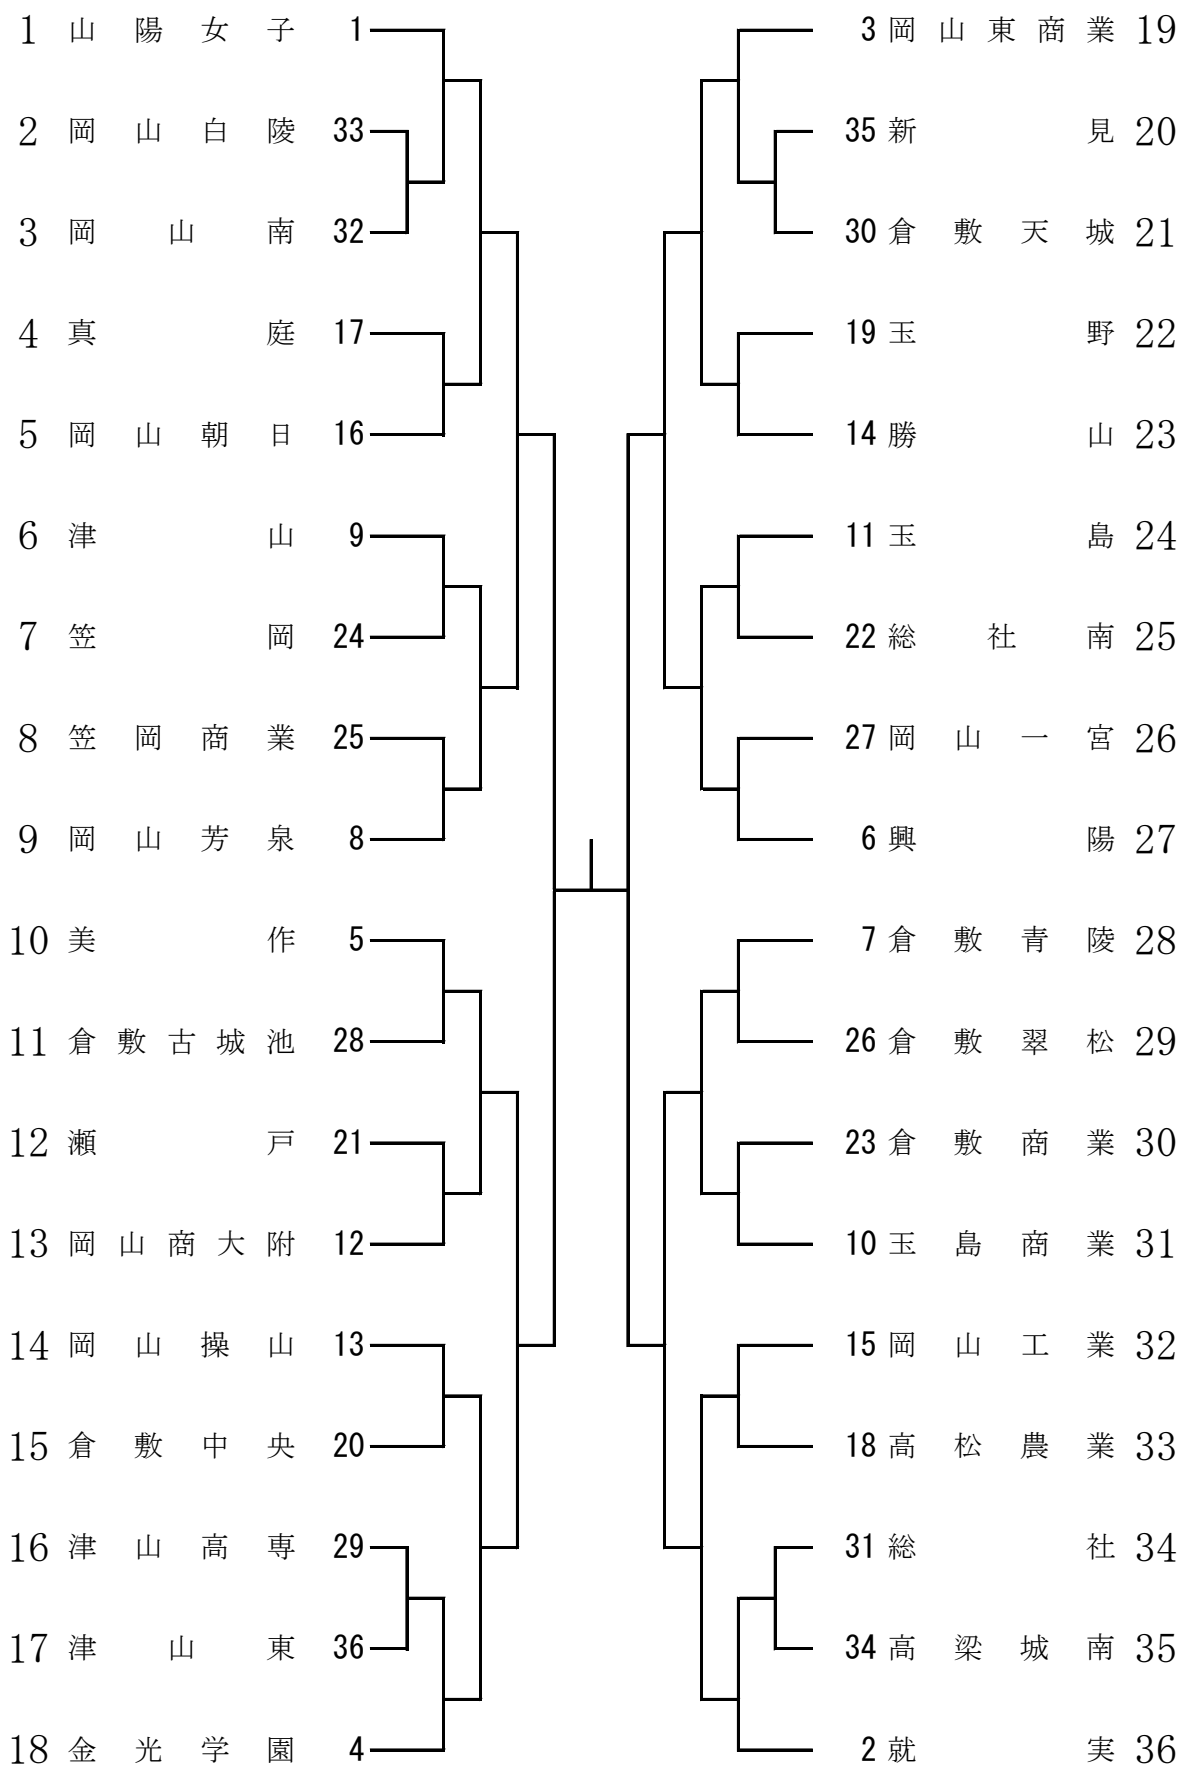 1 山陽女子 1
2 岡山白陵 33
3 岡山南 32
4 真庭 17
5 岡山朝日 16
6 津山 9
7 笠岡 24
8 笠岡商業 25
9 岡山芳泉 8
10 美作 5
11 倉敷古城池 28
12 瀬戸 21
13 岡山商大附 12
14 岡山操山 13
15 倉敷中央 20
16 津山高専 29
17 津山東 36
18 金光学園 4
3 岡山東商業 19
35 新見 20
30 倉敷天城 21
19 玉野 22
14 勝山 23
11 玉島 24
22 総社南 25
27 岡山一宮 26
6 興陽 27
7 倉敷青陵 28
26 倉敷翠松 29
23 倉敷商業 30
10 玉島商業 31
15 岡山工業 32
18 高松農業 33
31 総社 34
34 高梁城南 35
2 就実 36